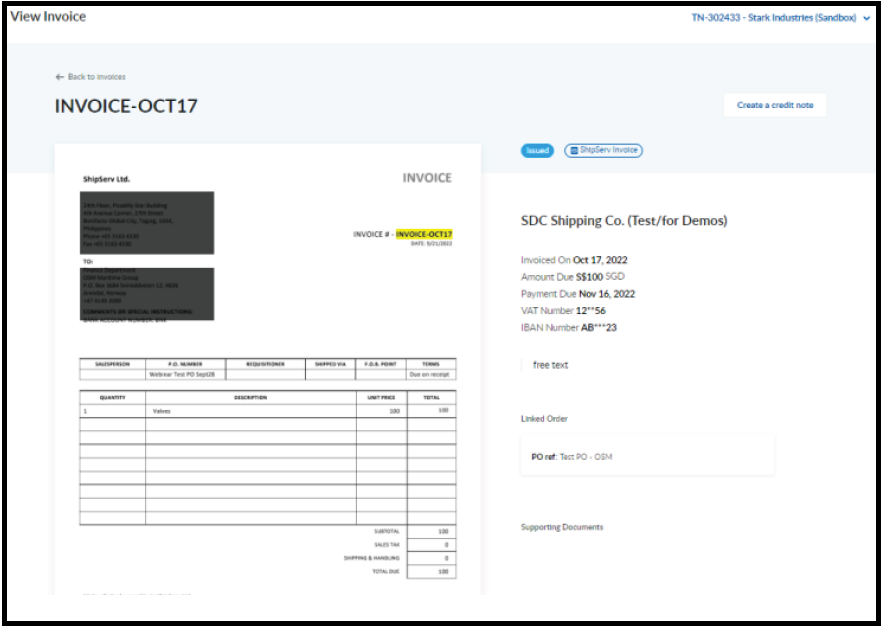 View Invoice
TN-302433 - Stark Industries (Sandbox)
← Back to invoices
INVOICE-OCT17
Create a credit note
Issued
ShipServ Invoice
ShipServ Ltd.
INVOICE
INVOICE # - INVOICE-OCT17
DATE: 9/21/2022
TO:
Finance Department
COMMENTS OR SPECIAL INSTRUCTIONS:
SALESPERSON P.O. NUMBER REQUISITIONER SHIPPED VIA F.O.B. POINT TERMS
Webinar Test PO Sept28 Due on receipt
QUANTITY DESCRIPTION UNIT PRICE TOTAL
1 Valves 100 100
SUBTOTAL 100
SALES TAX 0
SHIPPING & HANDLING 0
TOTAL DUE 100
SDC Shipping Co. (Test/for Demos)
Invoiced On Oct 17, 2022
Amount Due S$100 SGD
Payment Due Nov 16, 2022
VAT Number 12**56
IBAN Number AB***23
free text
Linked Order
PO ref: Test PO - OSM
Supporting Documents